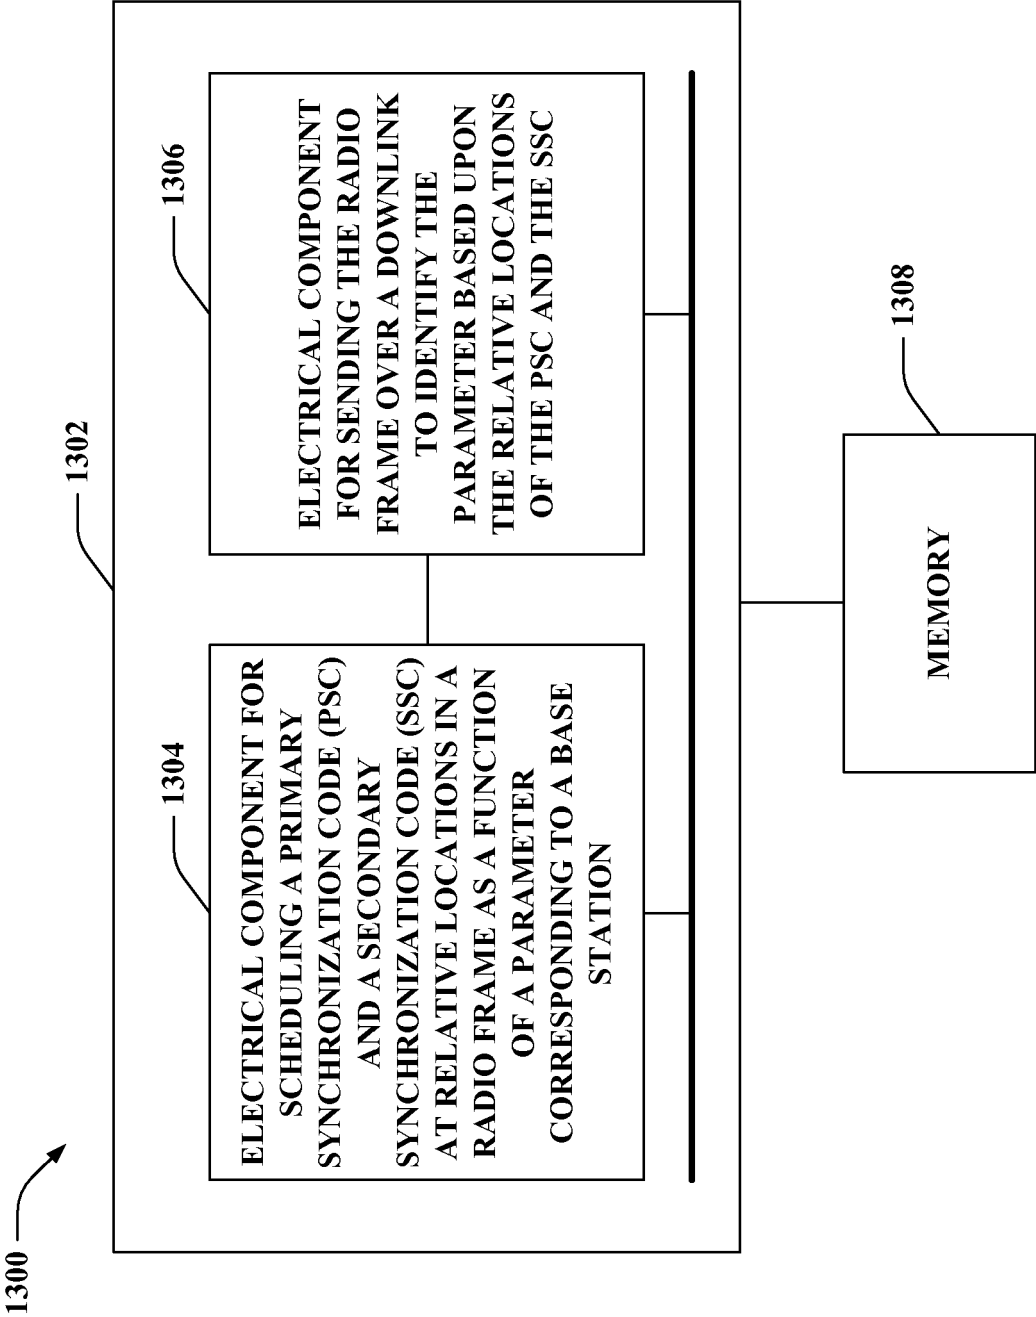 1300
1302
1304
ELECTRICAL COMPONENT FOR
SCHEDULING A PRIMARY
SYNCHRONIZATION CODE (PSC)
AND A SECONDARY
SYNCHRONIZATION CODE (SSC)
AT RELATIVE LOCATIONS IN A
RADIO FRAME AS A FUNCTION
OF A PARAMETER
CORRESPONDING TO A BASE
STATION
1306
ELECTRICAL COMPONENT
FOR SENDING THE RADIO
FRAME OVER A DOWNLINK
TO IDENTIFY THE
PARAMETER BASED UPON
THE RELATIVE LOCATIONS
OF THE PSC AND THE SSC
1308
MEMORY